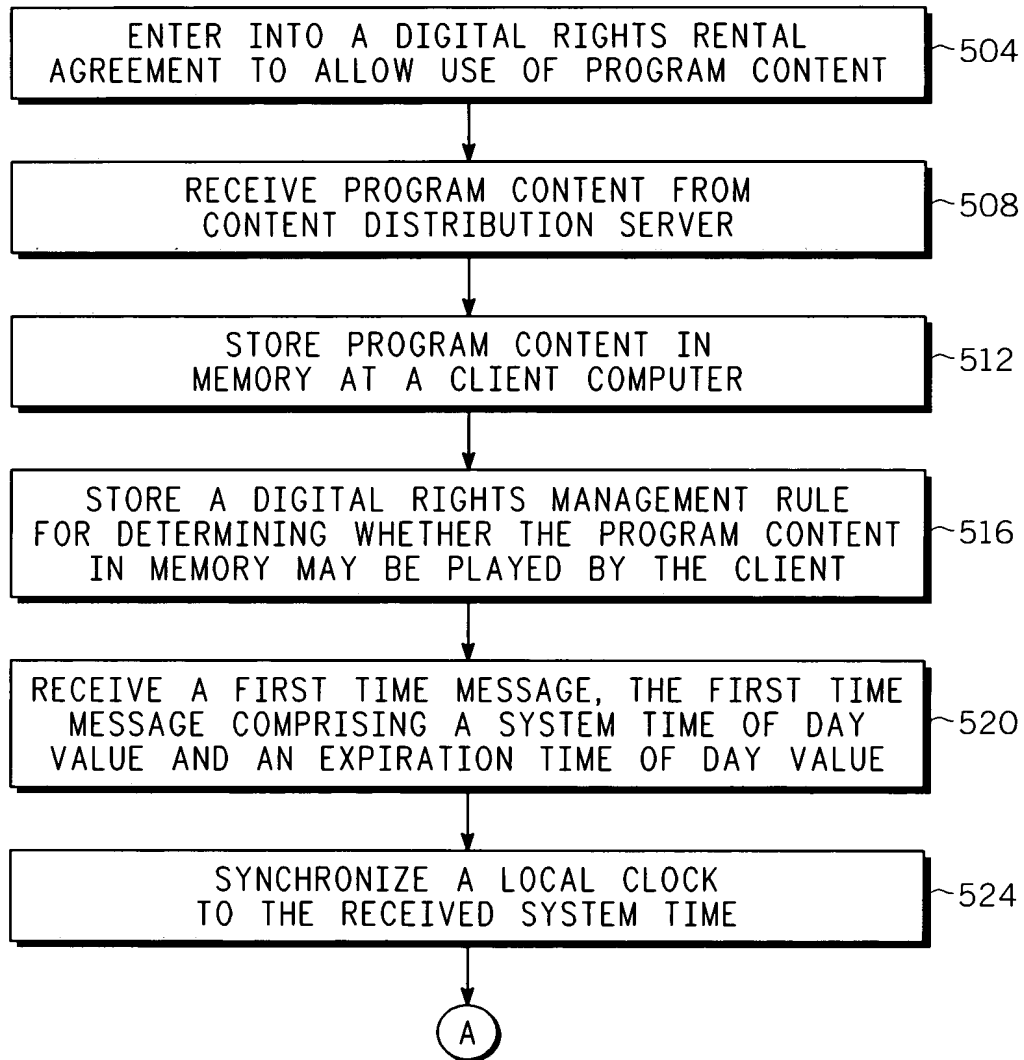 ENTER INTO A DIGITAL RIGHTS RENTAL
AGREEMENT TO ALLOW USE OF PROGRAM CONTENT
504
RECEIVE PROGRAM CONTENT FROM
CONTENT DISTRIBUTION SERVER
508
STORE PROGRAM CONTENT IN
MEMORY AT A CLIENT COMPUTER
512
STORE A DIGITAL RIGHTS MANAGEMENT RULE
FOR DETERMINING WHETHER THE PROGRAM CONTENT
IN MEMORY MAY BE PLAYED BY THE CLIENT
516
RECEIVE A FIRST TIME MESSAGE, THE FIRST TIME
MESSAGE COMPRISING A SYSTEM TIME OF DAY
VALUE AND AN EXPIRATION TIME OF DAY VALUE
520
SYNCHRONIZE A LOCAL CLOCK
TO THE RECEIVED SYSTEM TIME
524
A